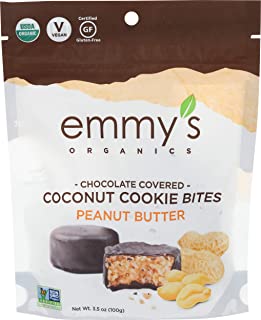 USDA
ORGANIC
V
VEGAN
Certified
GF
Gluten-Free
emmy's
ORGANICS
- CHOCOLATE COVERED -
COCONUT COOKIE BITES
PEANUT BUTTER
Net Wt. 3.5 oz (100g)